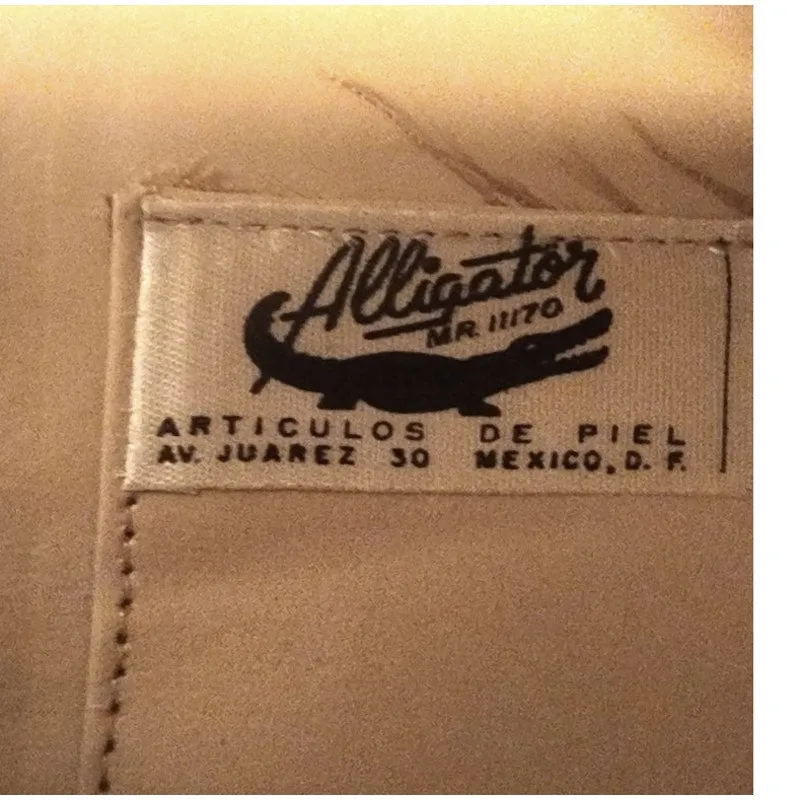 Alligator
MR. 11170
ARTICULOS DE PIEL
AV. JUAREZ 30 MEXICO, D. F.